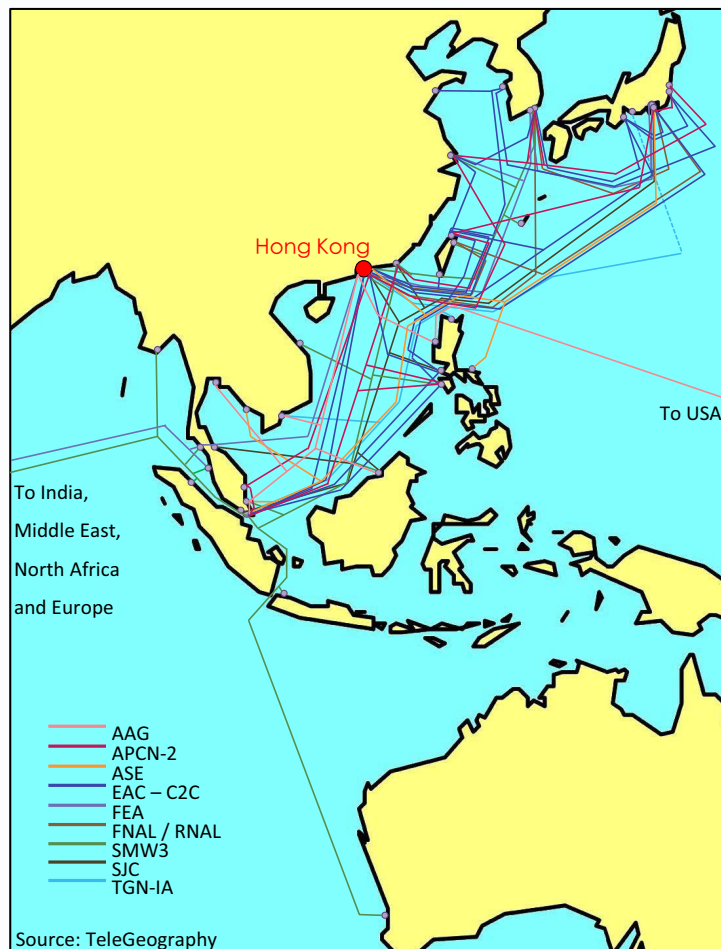 Hong Kong
To USA
To India,
Middle East,
North Africa
and Europe
AAG
APCN-2
ASE
EAC – C2C
FEA
FNAL / RNAL
SMW3
SJC
TGN-IA
Source: TeleGeography